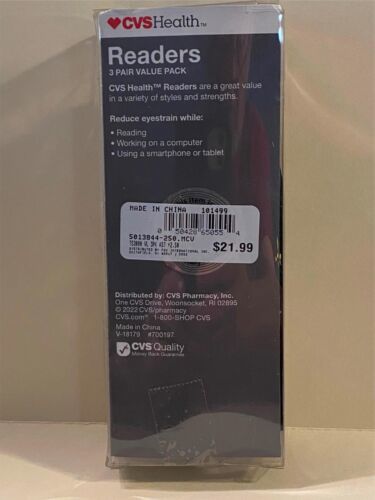 CVSHealth™
Readers
3 PAIR VALUE PACK
CVS Health™ Readers are a great value
in a variety of styles and strengths.
Reduce eyestrain while:
• Reading
• Working on a computer
• Using a smartphone or tablet
MADE IN CHINA 101499
0 50428 65055 4
5013844-250.MCV
$21.99
Distributed by: CVS Pharmacy, Inc.
One CVS Drive, Woonsocket, RI 02895
© 2022 CVS/pharmacy
CVS.com® 1-800-SHOP CVS
Made in China
V-18179 #700197
CVS Quality
Money Back Guarantee